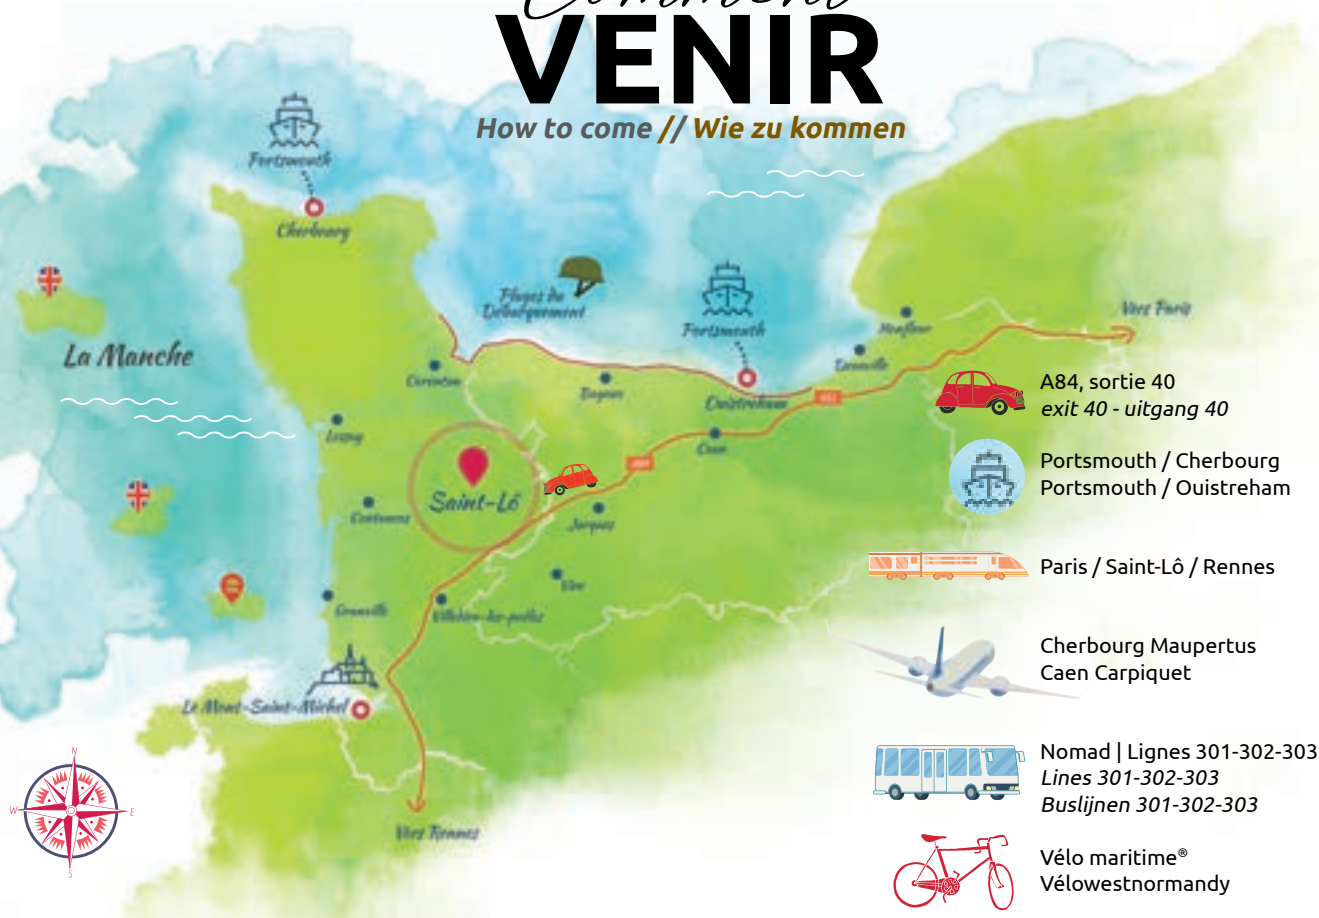 Comment
VENIR
How to come // Wie zu kommen
Portsmouth
Cherbourg
Plages du
Débarquement
Portsmouth
Vers Paris
Honfleur
La Manche
Deauville
Carentan
Bayeux
Ouistreham
A84, sortie 40
exit 40 - uitgang 40
Lessay
Caen
Portsmouth / Cherbourg
Portsmouth / Ouistreham
Saint-Lô
Coutances
Jurques
Paris / Saint-Lô / Rennes
Vire
Granville
Villedieu-les-poêles
Cherbourg Maupertus
Caen Carpiquet
Le Mont-Saint-Michel
N
W
E
S
Nomad | Lignes 301-302-303
Lines 301-302-303
Buslijnen 301-302-303
Vers Rennes
Vélo maritime®
Vélowestnormandy